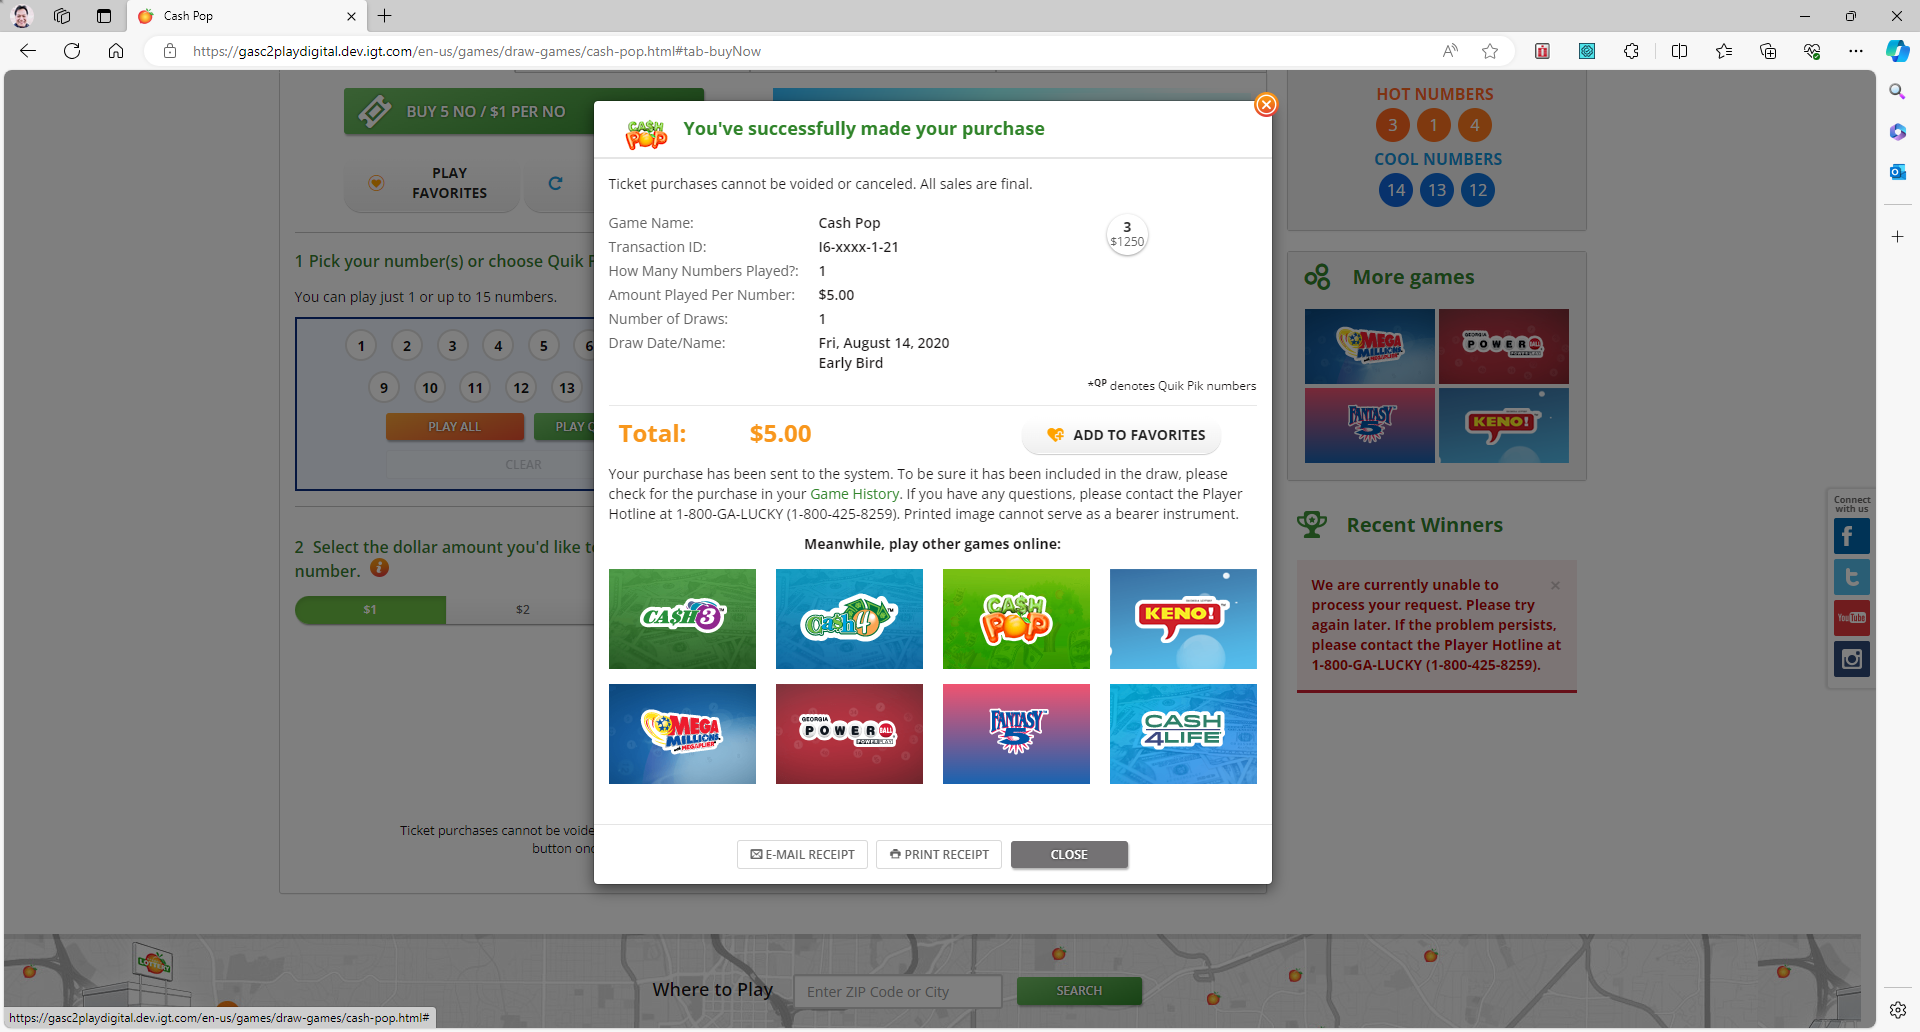 Cash Pop
https://gasc2playdigital.dev.igt.com/en-us/games/draw-games/cash-pop.html#tab-buyNow
BUY 5 NO / $1 PER NO
PLAY
FAVORITES
1 Pick your number(s) or choose Quik
You can play just 1 or up to 15 numbers.
1 2 3 4 5 6
9 10 11 12 13
PLAY ALL
PLAY
CLEAR
2 Select the dollar amount you'd like
number.
$1
$2
Ticket purchases cannot be
button
CASH POP
You've successfully made your purchase
Ticket purchases cannot be voided or canceled. All sales are final.
Game Name: Cash Pop
Transaction ID: I6-xxxx-1-21
How Many Numbers Played?: 1
Amount Played Per Number: $5.00
Number of Draws: 1
Draw Date/Name: Fri, August 14, 2020
Early Bird
3
$1250
*QP denotes Quik Pik numbers
Total: $5.00
ADD TO FAVORITES
Your purchase has been sent to the system. To be sure it has been included in the draw, please
check for the purchase in your Game History. If you have any questions, please contact the Player
Hotline at 1-800-GA-LUCKY (1-800-425-8259). Printed image cannot serve as a bearer instrument.
Meanwhile, play other games online:
CASH 3
Cash 4
CASH POP
KENO!
MEGA MILLIONS MEGAPLIER
GEORGIA POWERBALL POWERPLAY
FANTASY 5
CASH 4LIFE
E-MAIL RECEIPT
PRINT RECEIPT
CLOSE
HOT NUMBERS
3 1 4
COOL NUMBERS
14 13 12
More games
MEGA MILLIONS
GEORGIA POWERBALL POWERPLAY
FANTASY 5
KENO!
Recent Winners
We are currently unable to
process your request. Please try
again later. If the problem persists,
please contact the Player Hotline at
1-800-GA-LUCKY (1-800-425-8259).
Connect
with us
YouTube
LOTTERY
Where to Play
Enter ZIP Code or City
SEARCH
https://gasc2playdigital.dev.igt.com/en-us/games/draw-games/cash-pop.html#